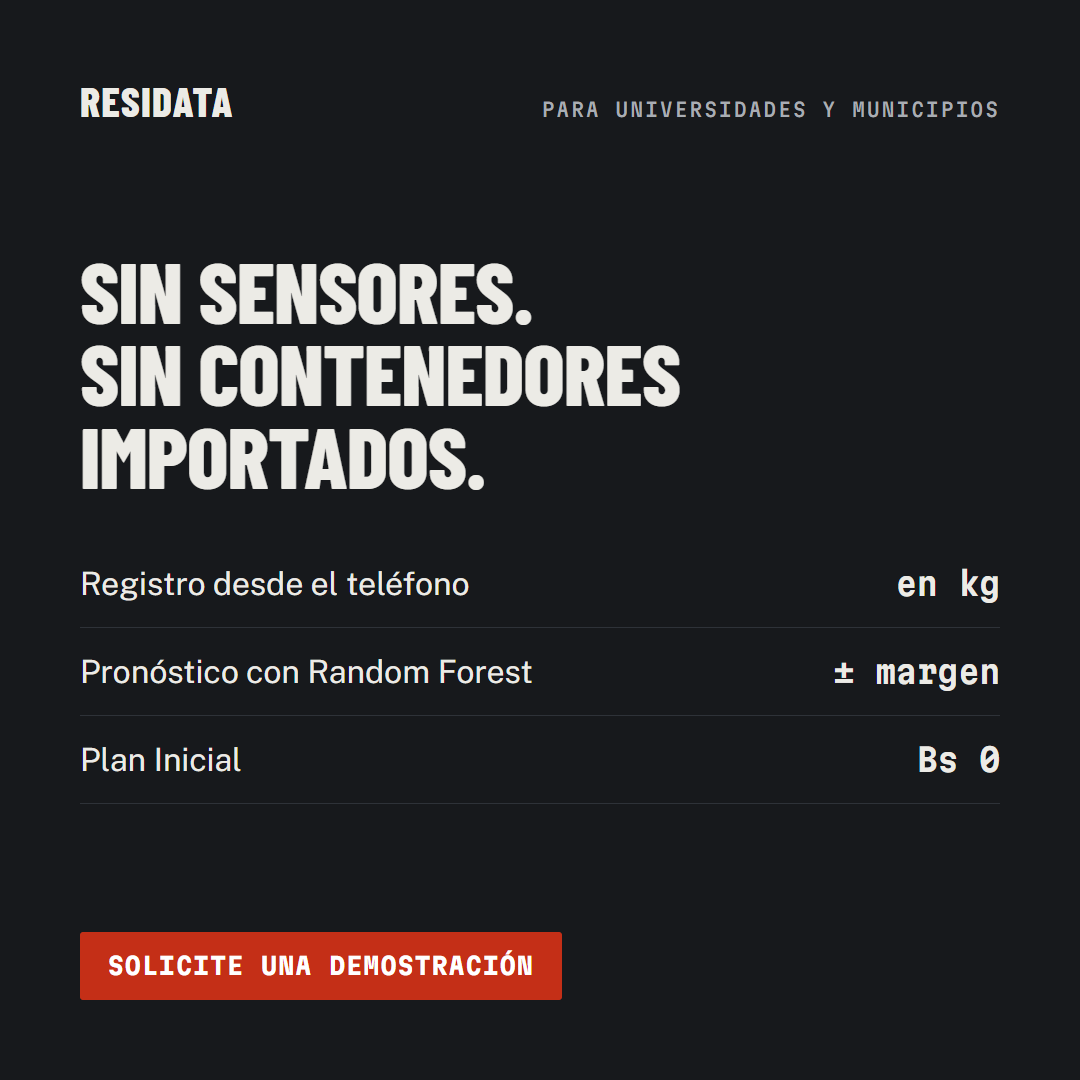 RESIDATA
PARA UNIVERSIDADES Y MUNICIPIOS
SIN SENSORES.
SIN CONTENEDORES
IMPORTADOS.
Registro desde el teléfono
en kg
Pronóstico con Random Forest
± margen
Plan Inicial
Bs 0
SOLICITE UNA DEMOSTRACIÓN